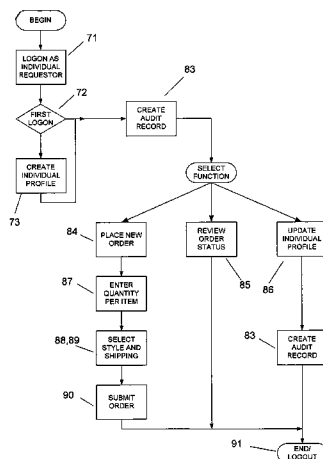 BEGIN
71
LOGON AS
INDIVIDUAL
REQUESTOR
72
FIRST
LOGON
CREATE
INDIVIDUAL
PROFILE
73
83
CREATE
AUDIT
RECORD
SELECT
FUNCTION
84
PLACE NEW
ORDER
REVIEW
ORDER
STATUS
85
UPDATE
INDIVIDUAL
PROFILE
86
87
ENTER
QUANTITY
PER ITEM
88,89
SELECT
STYLE AND
SHIPPING
83
CREATE
AUDIT
RECORD
90
SUBMIT
ORDER
91
END/
LOGOUT